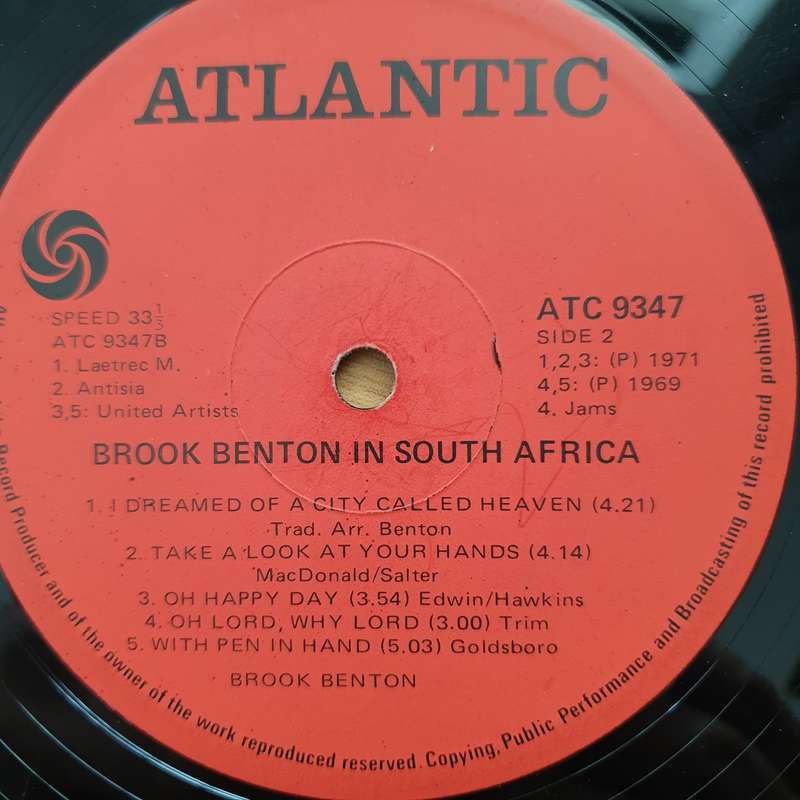 ATLANTIC
SPEED 33⅓
ATC 9347B
1. Laetrec M.
2. Antisia
3,5: United Artists
ATC 9347
SIDE 2
1,2,3: (P) 1971
4,5: (P) 1969
4. Jams
BROOK BENTON IN SOUTH AFRICA
1. I DREAMED OF A CITY CALLED HEAVEN (4.21)
Trad. Arr. Benton
2. TAKE A LOOK AT YOUR HANDS (4.14)
MacDonald/Salter
3. OH HAPPY DAY (3.54) Edwin/Hawkins
4. OH LORD, WHY LORD (3.00) Trim
5. WITH PEN IN HAND (5.03) Goldsboro
BROOK BENTON
Record Producer and of the owner of the work reproduced reserved. Copying, Public Performance and Broadcasting of this record prohibited